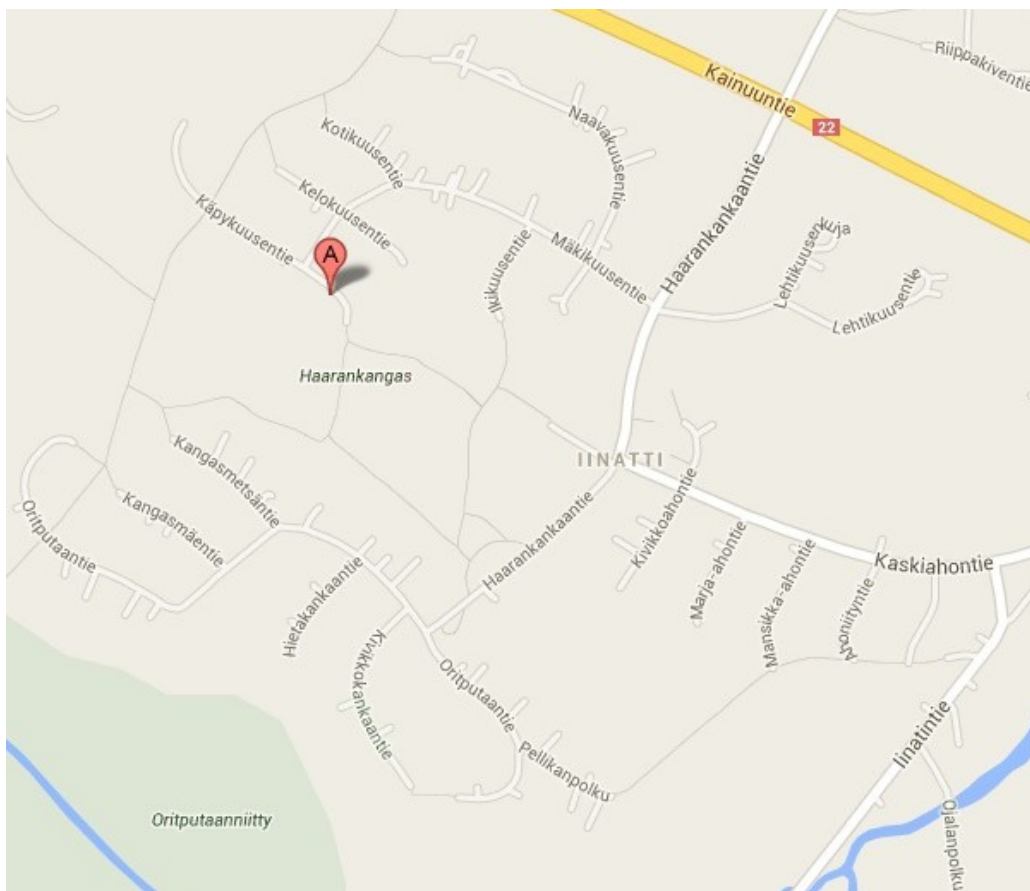 Riippakiventie
Kainuuntie
22
Naavakuusentie
Kotikuusentie
Kelokuusentie
Käpykuusentie
A
Haarankankaantie
Mäkikuusentie
Ikikuusentie
Lehtikuusenkuja
Lehtikuusentie
Haarankangas
IINATTI
Kangasmetsäntie
Kangasmäentie
Oritputaantie
Haarankankaantie
Kivikkoahontie
Marja-ahontie
Mansikka-ahontie
Ahoniityntie
Kaskiahontie
Hietakankaantie
Kivikkokankaantie
Oritputaantie
Pellikanpolku
Iinatintie
Ojalanpolku
Oritputaanniitty